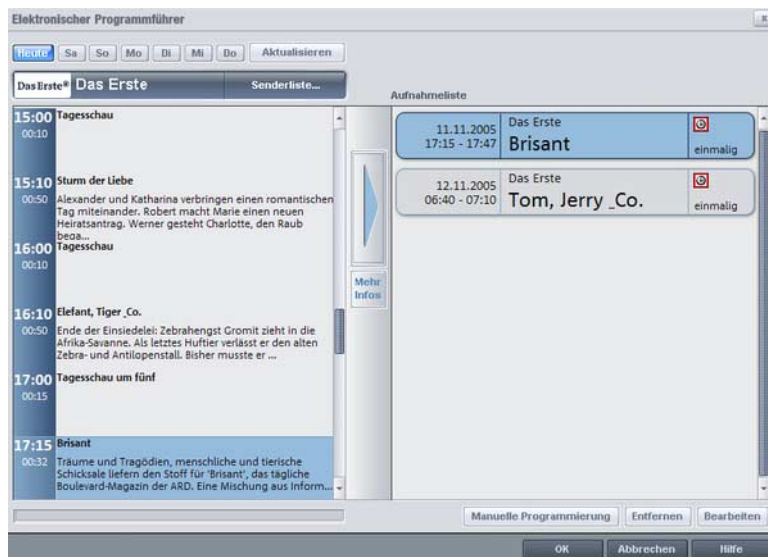 Elektronischer Programmführer
Heute Sa So Mo Di Mi Do Aktualisieren
Das Erste® Das Erste Senderliste...
15:00 Tagesschau
00:10
15:10 Sturm der Liebe
00:50 Alexander und Katharina verbringen einen romantischen
Tag miteinander. Robert macht Marie einen neuen
Heiratsantrag. Werner gesteht Charlotte, den Raub
bega...
16:00 Tagesschau
00:10
16:10 Elefant, Tiger _Co.
00:50 Ende der Einsiedelei: Zebrahengst Gromit zieht in die
Afrika-Savanne. Als letztes Huftier verlässt er den alten
Zebra- und Antilopenstall. Bisher musste er ...
17:00 Tagesschau um fünf
00:15
17:15 Brisant
00:32 Träume und Tragödien, menschliche und tierische
Schicksale liefern den Stoff für 'Brisant', das tägliche
Boulevard-Magazin der ARD. Eine Mischung aus Inform...
Mehr
Infos
Aufnahmeliste
11.11.2005 Das Erste
17:15 - 17:47 Brisant einmalig
12.11.2005 Das Erste
06:40 - 07:10 Tom, Jerry _Co. einmalig
Manuelle Programmierung Entfernen Bearbeiten
OK Abbrechen Hilfe